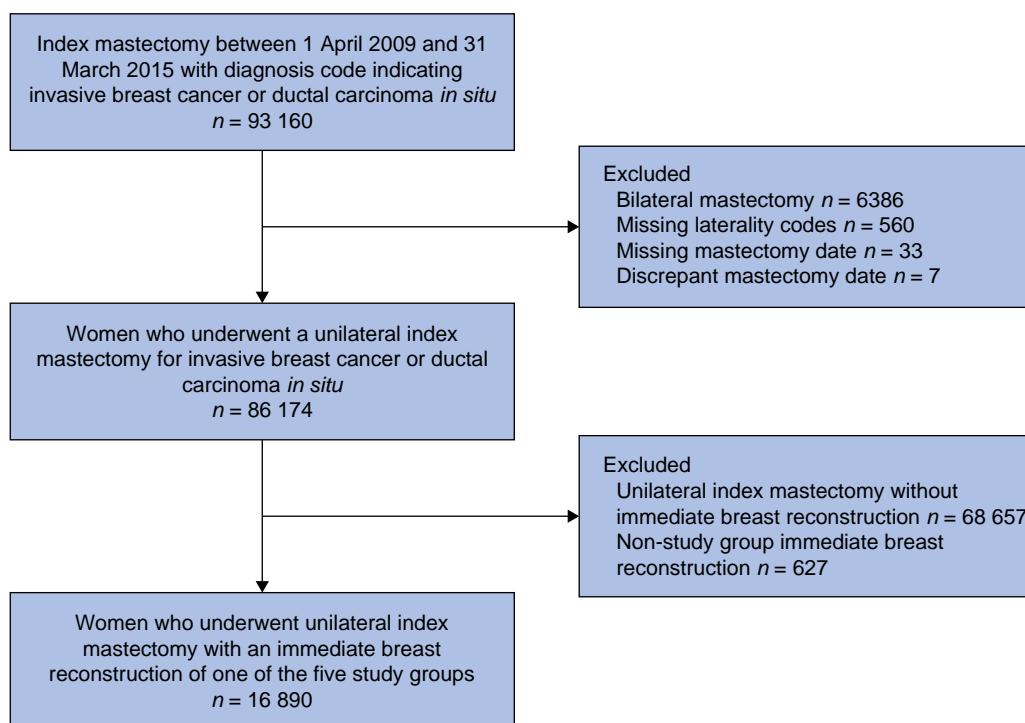 Index mastectomy between 1 April 2009 and 31
March 2015 with diagnosis code indicating
invasive breast cancer or ductal carcinoma in situ
n = 93 160
Excluded
Bilateral mastectomy n = 6386
Missing laterality codes n = 560
Missing mastectomy date n = 33
Discrepant mastectomy date n = 7
Women who underwent a unilateral index
mastectomy for invasive breast cancer or ductal
carcinoma in situ
n = 86 174
Excluded
Unilateral index mastectomy without
immediate breast reconstruction n = 68 657
Non-study group immediate breast
reconstruction n = 627
Women who underwent unilateral index
mastectomy with an immediate breast
reconstruction of one of the five study groups
n = 16 890